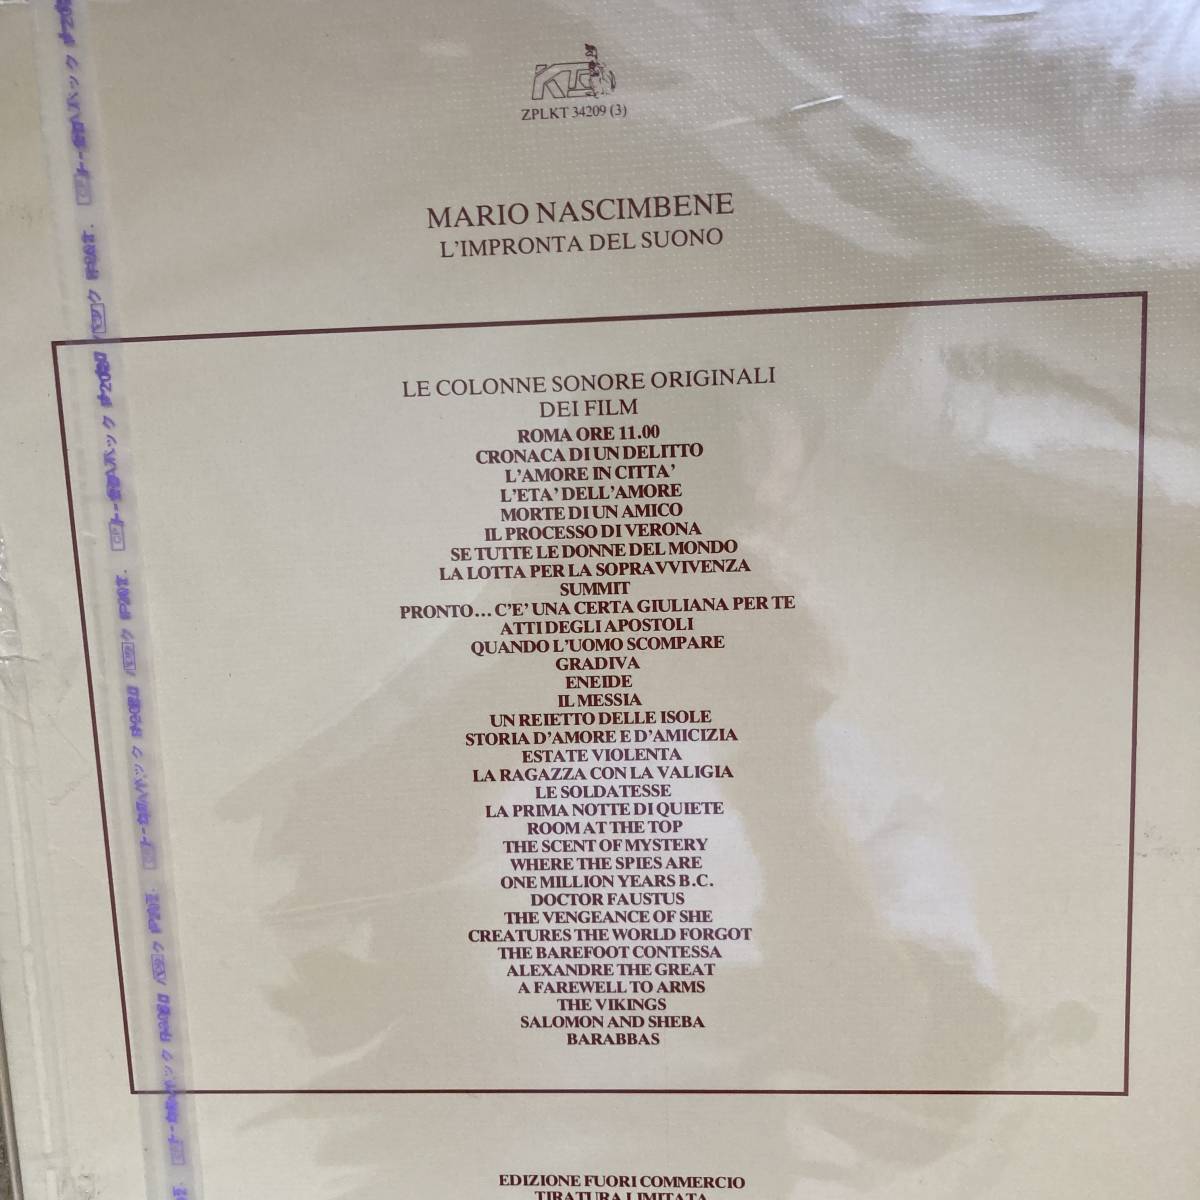 KTS
ZPLKT 34209 (3)
MARIO NASCIMBENE
L'IMPRONTA DEL SUONO
LE COLONNE SONORE ORIGINALI
DEI FILM
ROMA ORE 11.00
CRONACA DI UN DELITTO
L'AMORE IN CITTA'
L'ETA' DELL'AMORE
MORTE DI UN AMICO
IL PROCESSO DI VERONA
SE TUTTE LE DONNE DEL MONDO
LA LOTTA PER LA SOPRAVVIVENZA
SUMMIT
PRONTO... C'E' UNA CERTA GIULIANA PER TE
ATTI DEGLI APOSTOLI
QUANDO L'UOMO SCOMPARE
GRADIVA
ENEIDE
IL MESSIA
UN REIETTO DELLE ISOLE
STORIA D'AMORE E D'AMICIZIA
ESTATE VIOLENTA
LA RAGAZZA CON LA VALIGIA
LE SOLDATESSE
LA PRIMA NOTTE DI QUIETE
ROOM AT THE TOP
THE SCENT OF MYSTERY
WHERE THE SPIES ARE
ONE MILLION YEARS B.C.
DOCTOR FAUSTUS
THE VENGEANCE OF SHE
CREATURES THE WORLD FORGOT
THE BAREFOOT CONTESSA
ALEXANDRE THE GREAT
A FAREWELL TO ARMS
THE VIKINGS
SALOMON AND SHEBA
BARABBAS
EDIZIONE FUORI COMMERCIO
TIRATURA LIMITATA